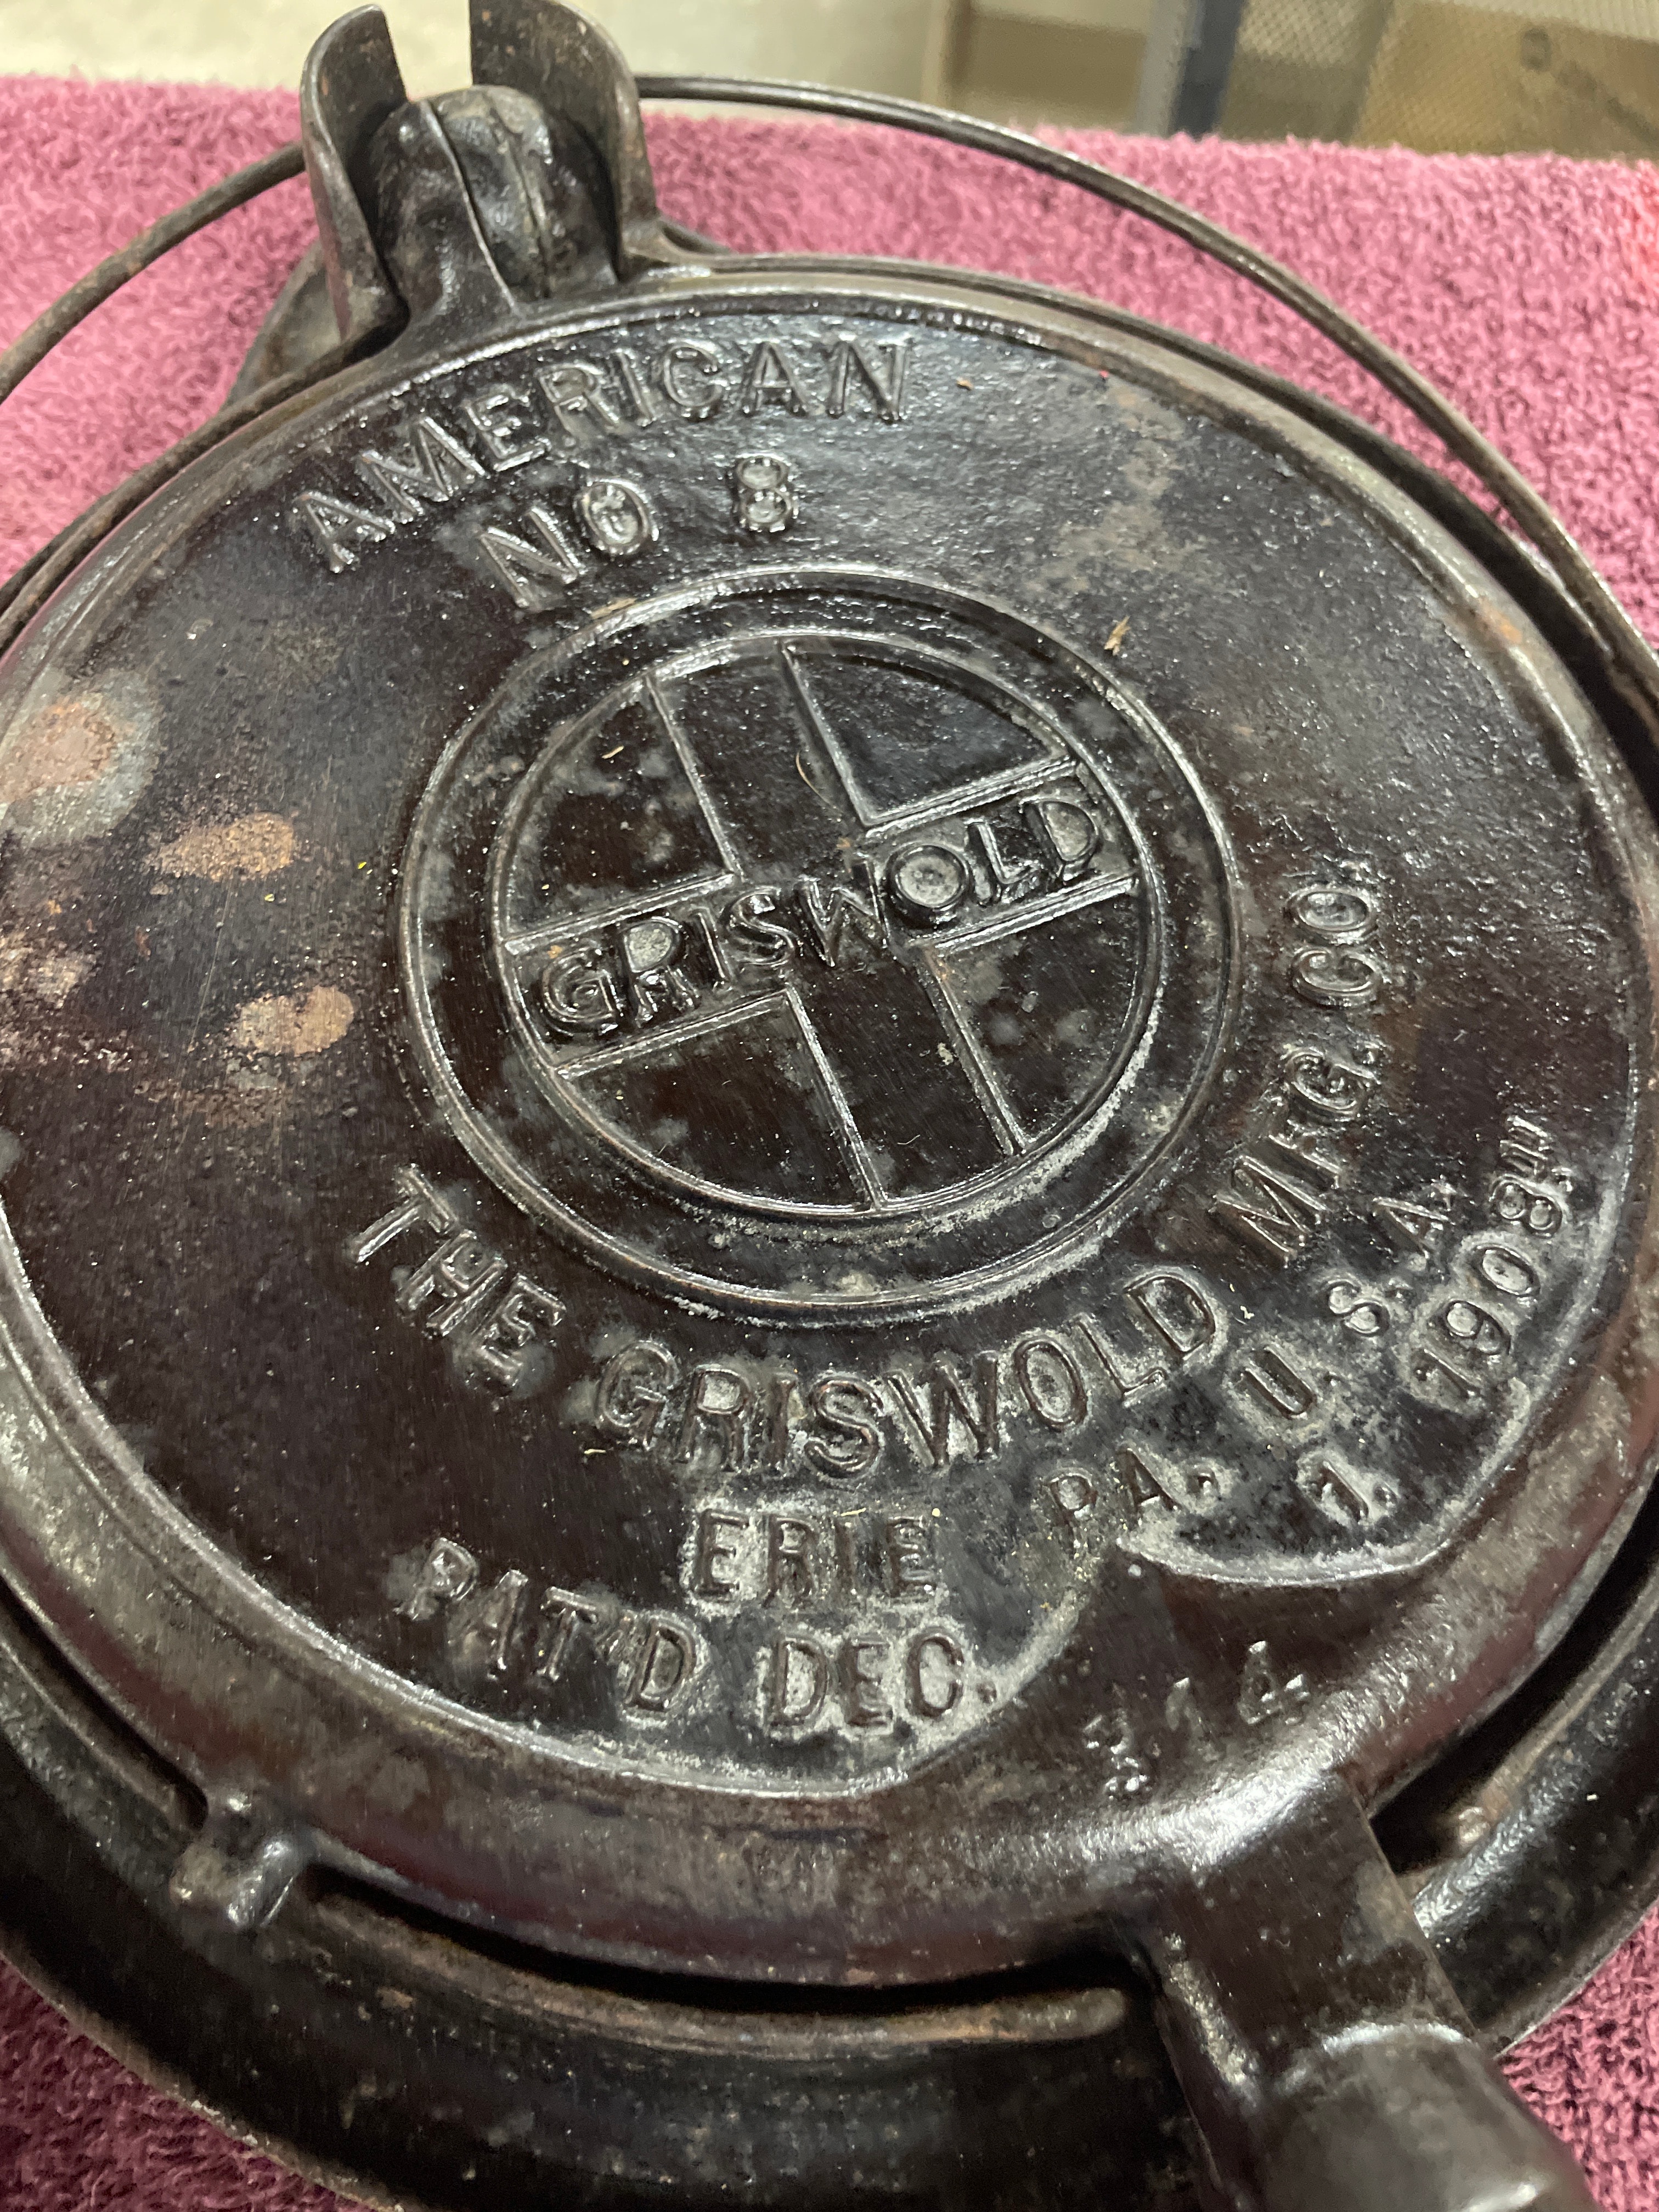 AMERICAN
NO 8
GRISWOLD
THE GRISWOLD MFG. CO.
ERIE PA. U. S. A.
PAT'D DEC. 1. 1908.
314